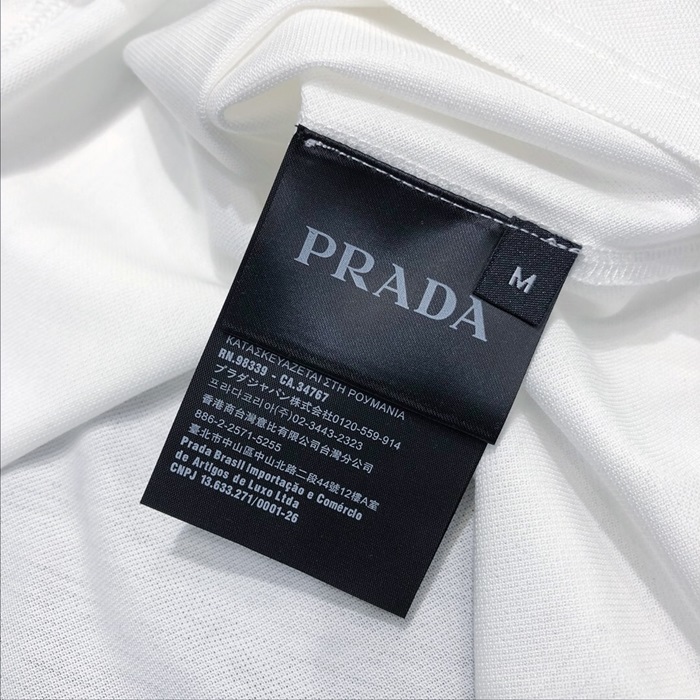 PRADA
M
ΚΑΤΑΣΚΕΥΑΖΕΤΑΙ ΣΤΗ ΡΟΥΜΑΝΙΑ
RN.98339 - CA.34767
プラダジャパン株式会社0120-559-914
프라다코리아(주)02-3443-2323
香港商台灣意比有限公司台灣分公司
886-2-2571-5255
臺北市中山區中山北路二段44號12樓A室
Prada Brasil Importação e Comércio
de Artigos de Luxo Ltda
CNPJ 13.633.271/0001-26